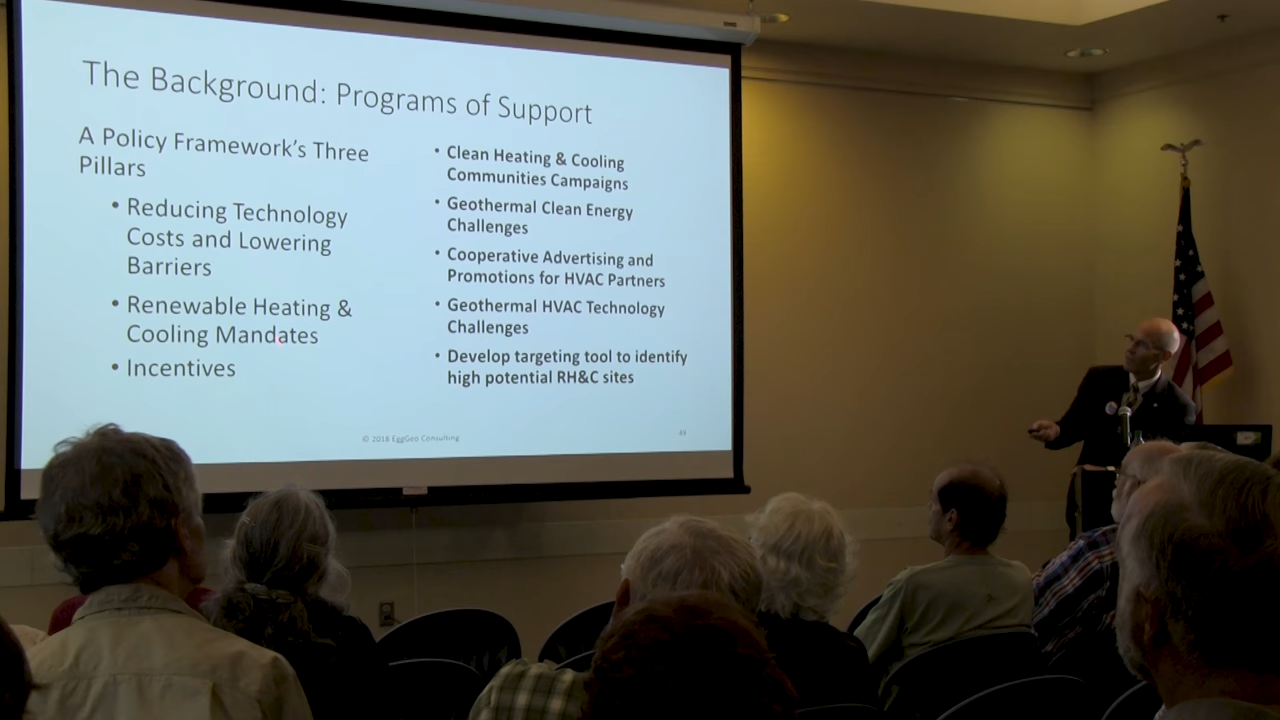 The Background: Programs of Support
A Policy Framework's Three
Pillars
• Reducing Technology
Costs and Lowering
Barriers
• Renewable Heating &
Cooling Mandates
• Incentives
• Clean Heating & Cooling
Communities Campaigns
• Geothermal Clean Energy
Challenges
• Cooperative Advertising and
Promotions for HVAC Partners
• Geothermal HVAC Technology
Challenges
• Develop targeting tool to identify
high potential RH&C sites
© 2018 EggGeo Consulting